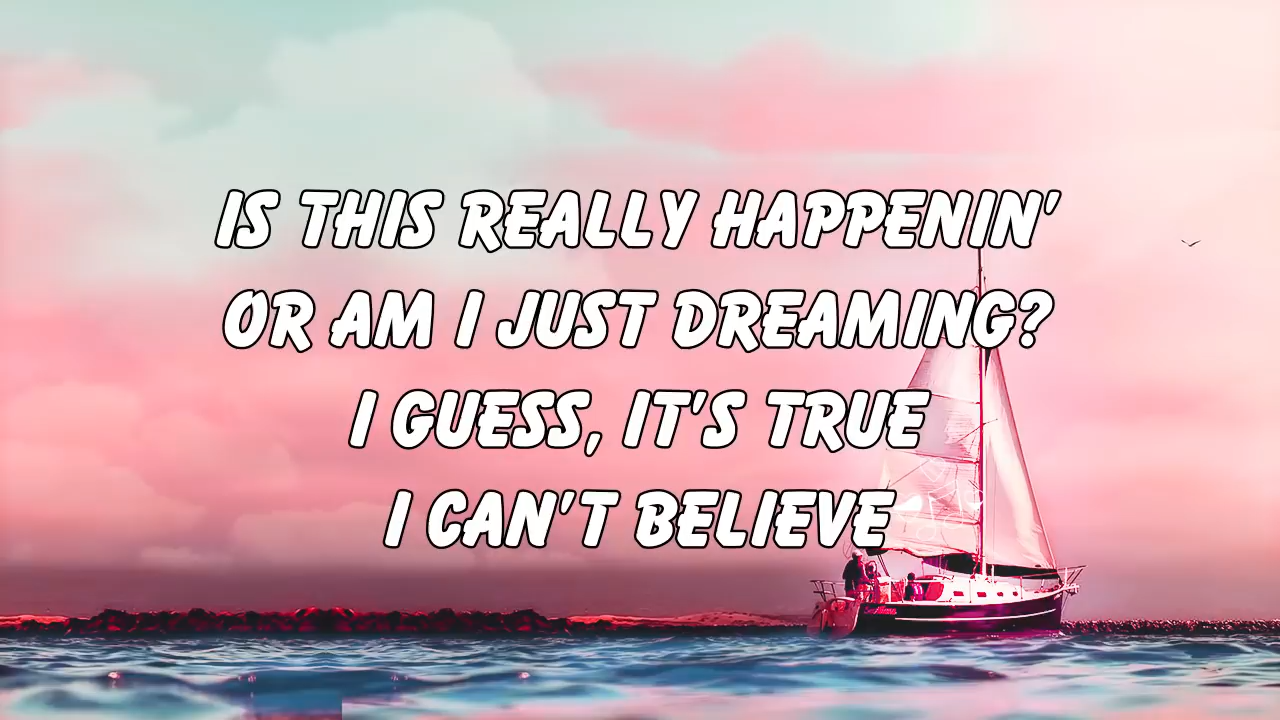 IS THIS REALLY HAPPENIN'
OR AM I JUST DREAMING?
I GUESS, IT'S TRUE
I CAN'T BELIEVE